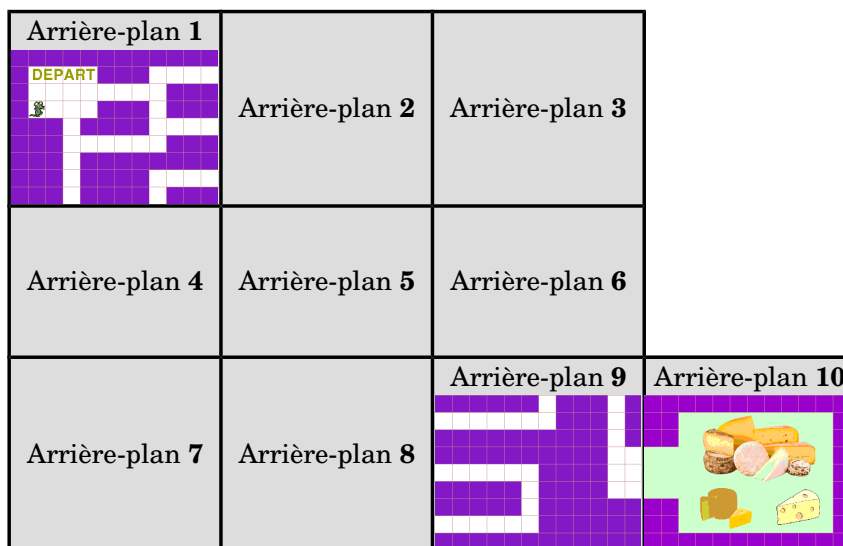 Arrière-plan 1
DEPART
Arrière-plan 2
Arrière-plan 3
Arrière-plan 4
Arrière-plan 5
Arrière-plan 6
Arrière-plan 7
Arrière-plan 8
Arrière-plan 9
Arrière-plan 10